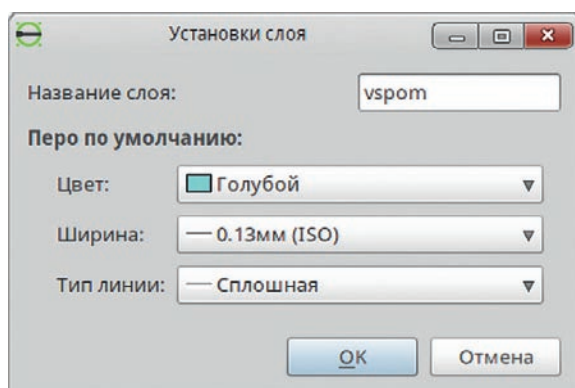 Установки слоя
Название слоя: vspom
Перо по умолчанию:
Цвет: Голубой
Ширина: 0.13мм (ISO)
Тип линии: Сплошная
OK Отмена